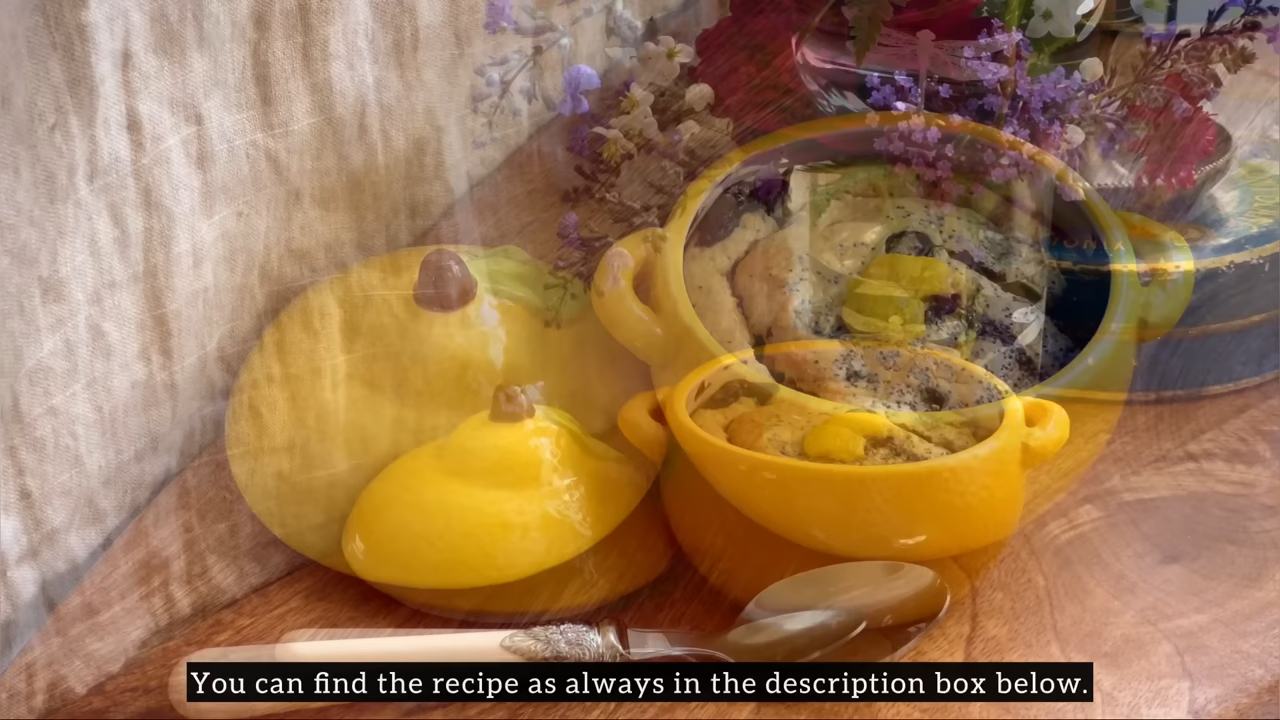 You can find the recipe as always in the description box below.